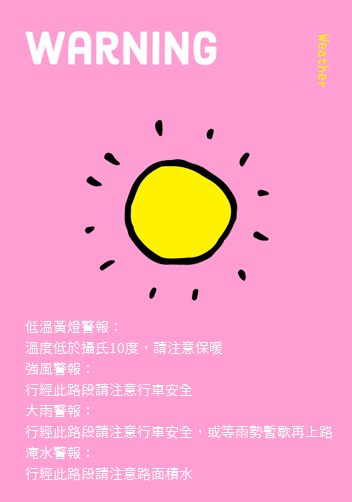 WARNING
Weather
低溫黃燈警報：
溫度低於攝氏10度，請注意保暖
強風警報：
行經此路段請注意行車安全
大雨警報：
行經此路段請注意行車安全，或等雨勢暫歇再上路
淹水警報：
行經此路段請注意路面積水